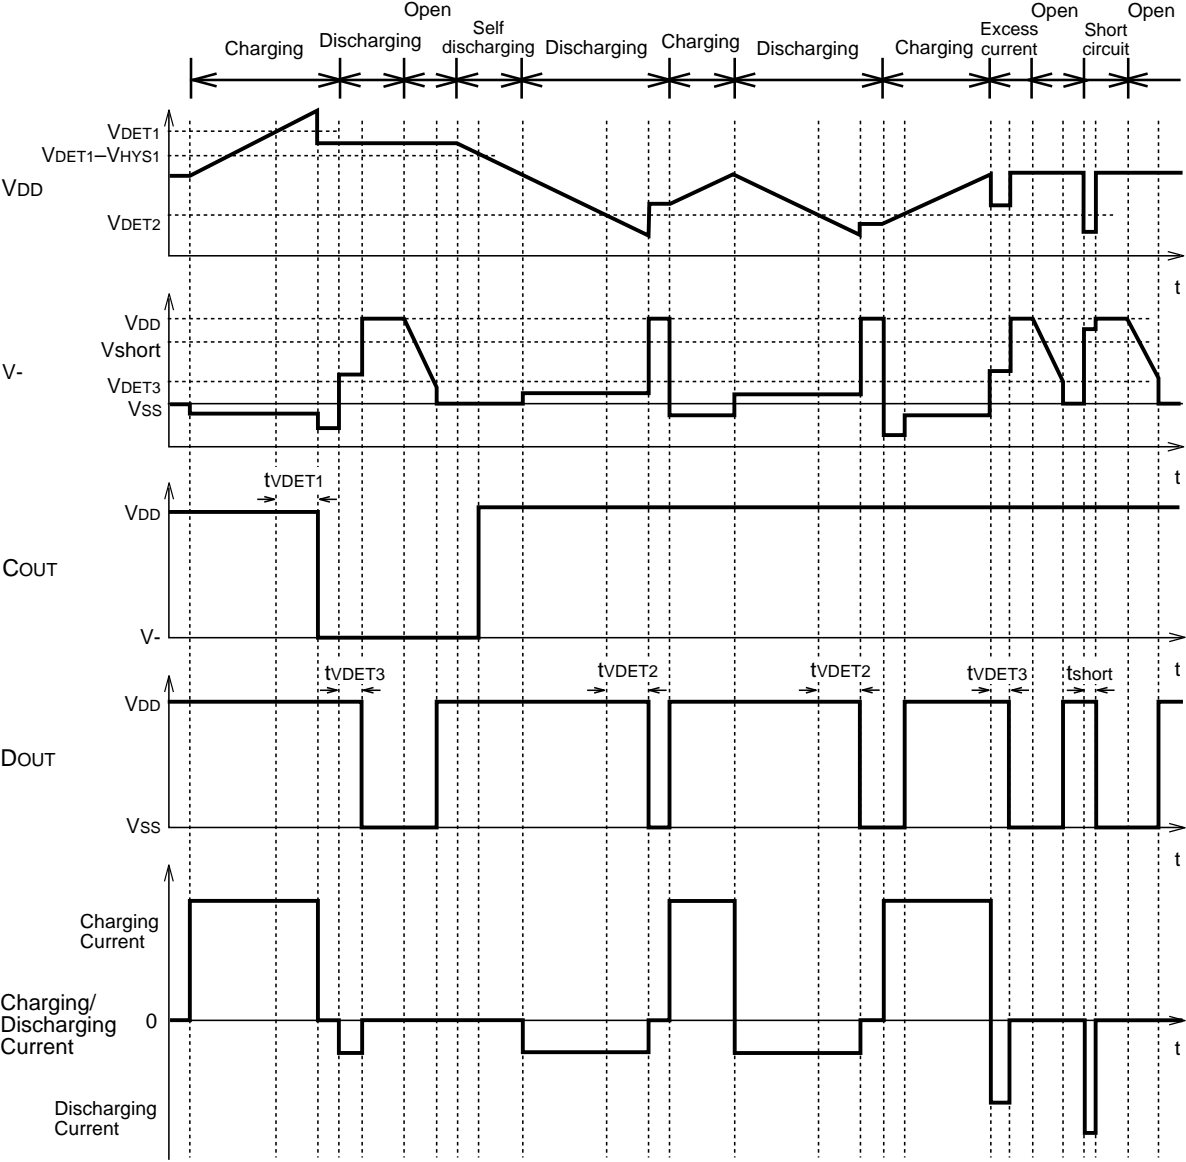 Open
Open
Open
Charging
Discharging
Self
discharging
Discharging
Charging
Discharging
Charging
Excess
current
Short
circuit
VDET1
VDET1–VHYS1
VDD
VDET2
t
VDD
Vshort
V-
VDET3
VSS
t
tVDET1
VDD
COUT
V-
t
tVDET3
tVDET2
tVDET2
tVDET3
tshort
VDD
DOUT
VSS
t
Charging
Current
Charging/
Discharging
Current
0
t
Discharging
Current